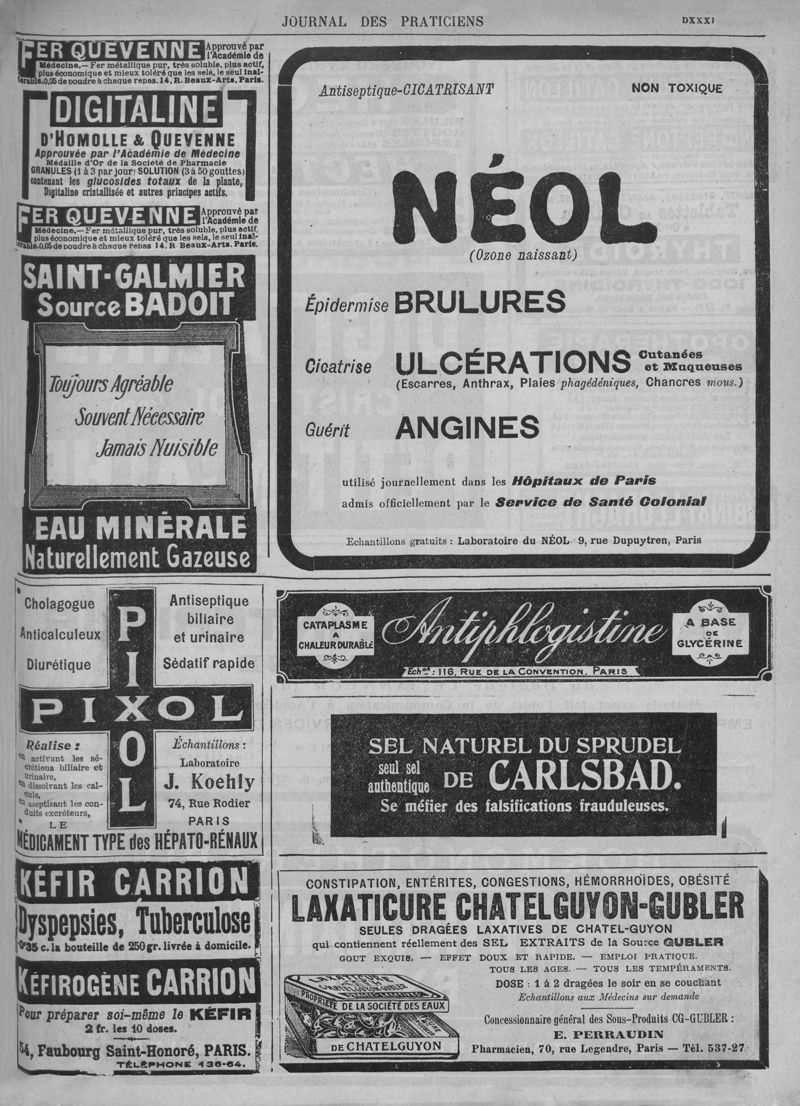 JOURNAL DES PRATICIENS
DXXXI
FER QUEVENNE Approuvé par
l'Académie de
Médecine.— Fer métallique pur, très soluble, plus actif,
plus économique et mieux toléré que les sels, le seul inal-
térable. 0,05 de poudre à chaque repas. 14, R. Beaux-Arts, Paris.
DIGITALINE
D'HOMOLLE & QUEVENNE
Approuvée par l'Académie de Médecine
Médaille d'Or de la Société de Pharmacie
GRANULES (1 à 3 par jour) SOLUTION (3 à 50 gouttes)
contenant les glucosides totaux de la plante,
Digitaline cristallisée et autres principes actifs.
FER QUEVENNE Approuvé par
l'Académie de
Médecine.— Fer métallique pur, très soluble, plus actif,
plus économique et mieux toléré que les sels, le seul inal-
térable. 0,05 de poudre à chaque repas 14. R. Beaux-Arts. Paris.
SAINT-GALMIER
Source BADOIT
Toujours Agréable
Souvent Nécessaire
Jamais Nuisible
EAU MINÉRALE
Naturellement Gazeuse
Antiseptique-CICATRISANT
NON TOXIQUE
NÉOL
(Ozone naissant)
Épidermise BRULURES
Cicatrise ULCÉRATIONS Cutanées
et Muqueuses
(Escarres, Anthrax, Plaies phagédéniques, Chancres mous.)
Guérit ANGINES
utilisé journellement dans les Hôpitaux de Paris
admis officiellement par le Service de Santé Colonial
Echantillons gratuits : Laboratoire du NÉOL 9, rue Dupuytren, Paris
Cholagogue
Anticalculeux
Diurétique
Antiseptique
biliaire
et urinaire
Sédatif rapide
PIXOL
PIXOL
Réalise :
en activant les sé-
crétions biliaire et
urinaire,
en dissolvant les cal-
culs,
en aseptisant les con-
duits excréteurs,
LE
Échantillons :
Laboratoire
J. Koehly
74, Rue Rodier
PARIS
MÉDICAMENT TYPE des HÉPATO-RÉNAUX
CATAPLASME
A
CHALEUR DURABLE
Antiphlogistine
A BASE
DE
GLYCÉRINE
Echon : 116, RUE DE LA CONVENTION, PARIS
SEL NATUREL DU SPRUDEL
seul sel
authentique DE CARLSBAD.
Se méfier des falsifications frauduleuses.
KÉFIR CARRION
Dyspepsies, Tuberculose
0f35 c. la bouteille de 250 gr. livrée à domicile.
KÉFIROGÈNE CARRION
Pour préparer soi-même le KÉFIR
2 fr. les 10 doses.
54, Faubourg Saint-Honoré, PARIS.
TÉLÉPHONE 136-64.
CONSTIPATION, ENTÉRITES, CONGESTIONS, HÉMORRHOÏDES, OBÉSITÉ
LAXATICURE CHATELGUYON-GUBLER
SEULES DRAGÉES LAXATIVES DE CHATEL-GUYON
qui contiennent réellement des SEL EXTRAITS de la Source GUBLER
GOUT EXQUIS. — EFFET DOUX ET RAPIDE. — EMPLOI PRATIQUE.
TOUS LES AGES. — TOUS LES TEMPÉRAMENTS.
DOSE : 1 à 2 dragées le soir en se couchant
Echantillons aux Médecins sur demande
Concessionnaire général des Sous-Produits CG-GUBLER :
E. PERRAUDIN
Pharmacien, 70, rue Legendre, Paris — Tél. 537-27
LAXATICURE
CHATELGUYON-GUBLER
PROPRIÉTÉ DE LA SOCIÉTÉ DES EAUX
DE CHATELGUYON